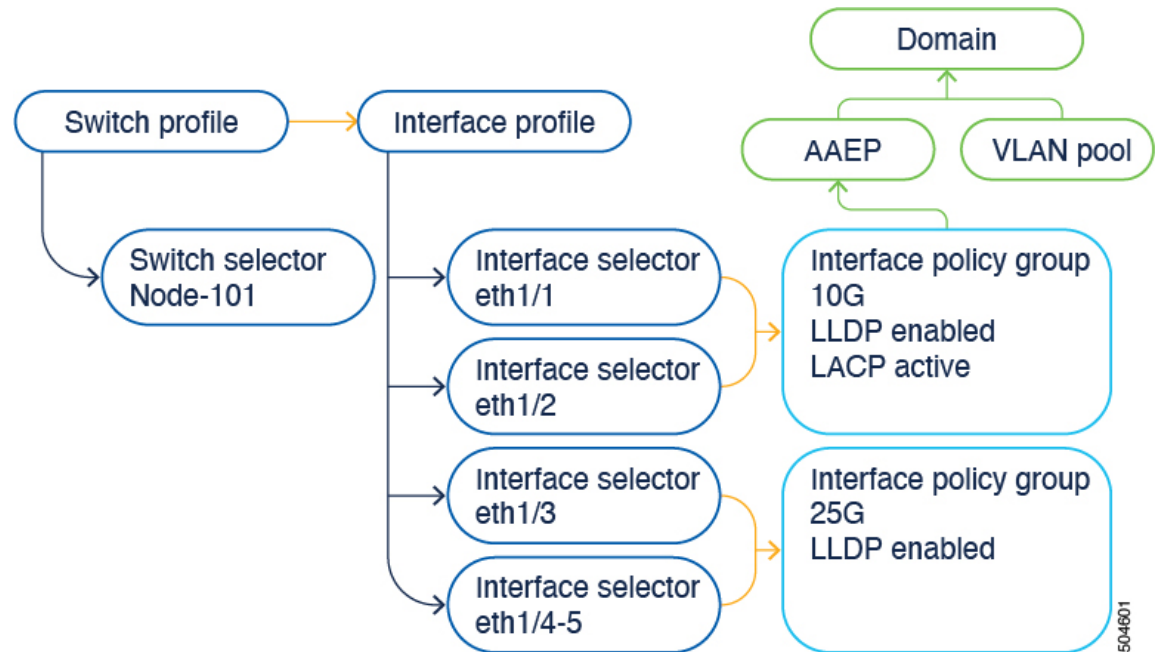 Domain
Switch profile
Interface profile
AAEP
VLAN pool
Switch selector
Node-101
Interface selector
eth1/1
Interface selector
eth1/2
Interface selector
eth1/3
Interface selector
eth1/4-5
Interface policy group
10G
LLDP enabled
LACP active
Interface policy group
25G
LLDP enabled
504601